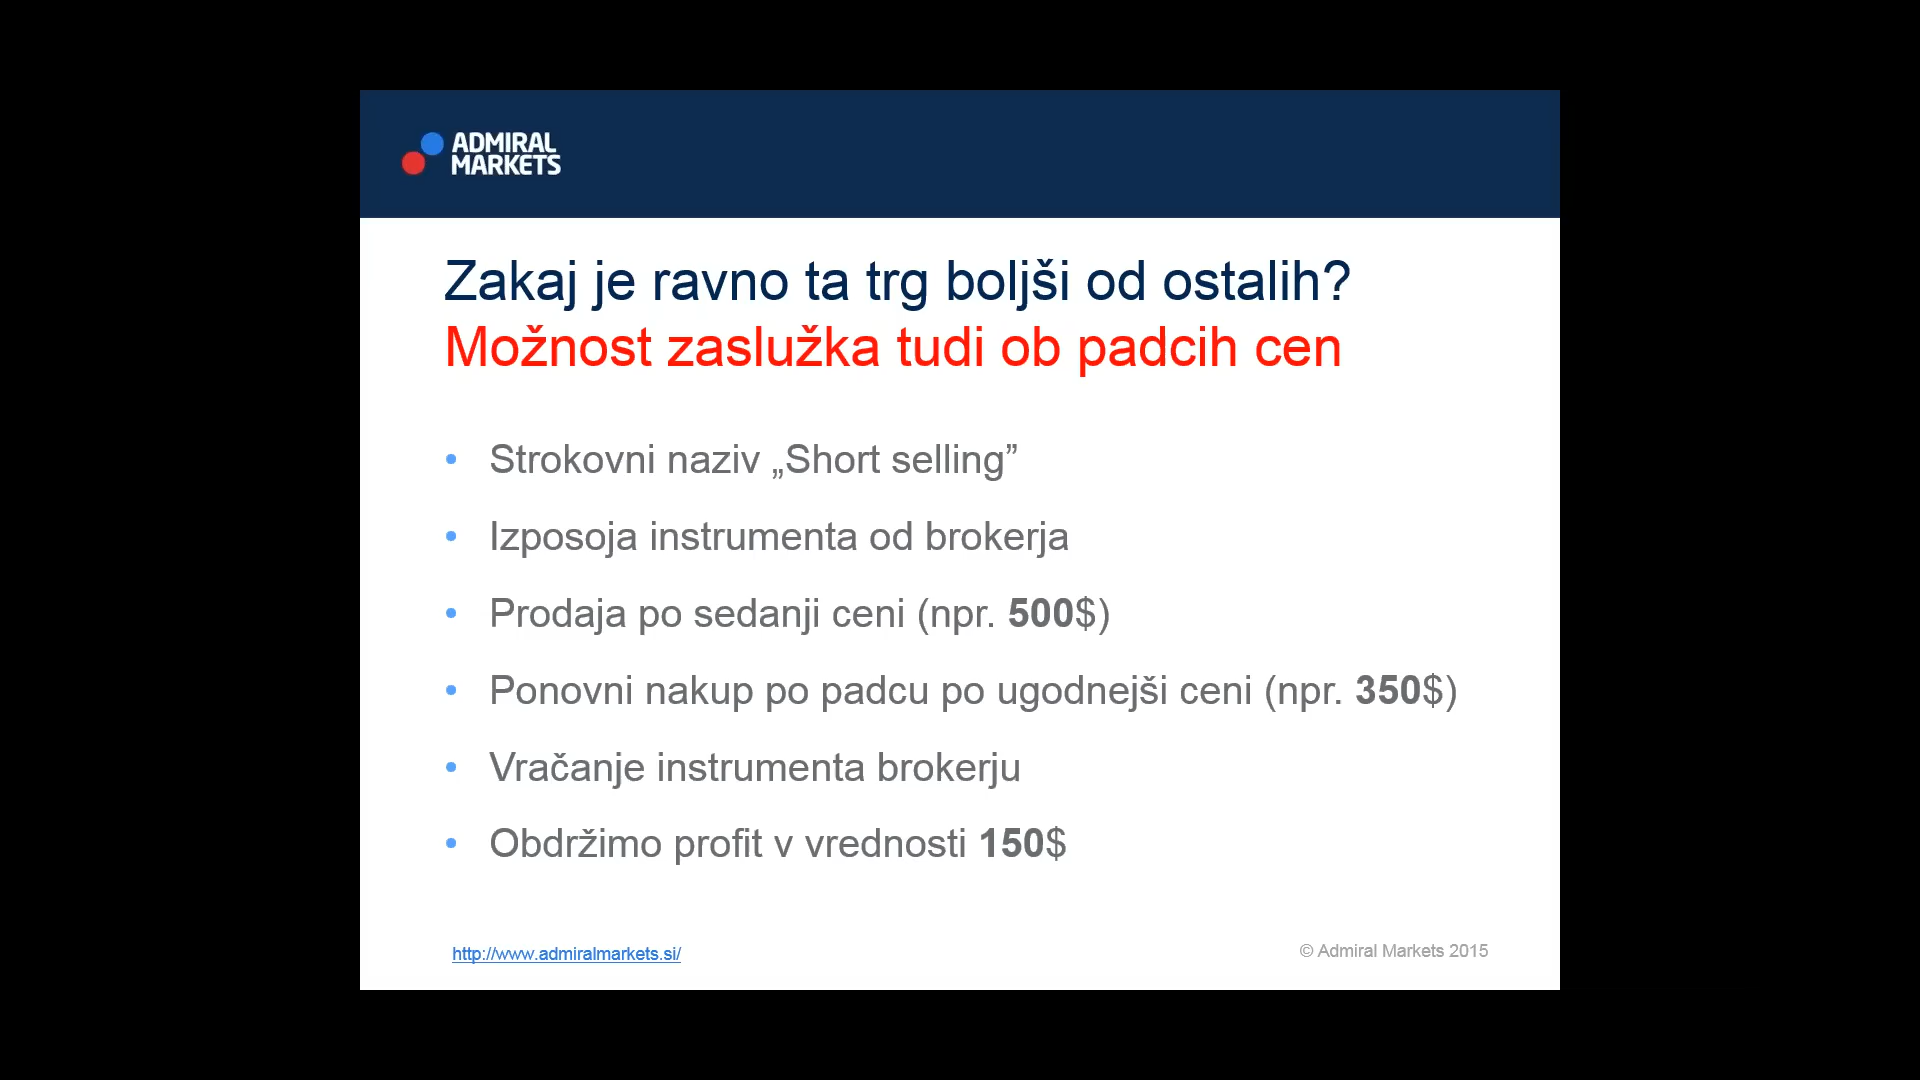 ADMIRAL
MARKETS
Zakaj je ravno ta trg boljši od ostalih?
Možnost zaslužka tudi ob padcih cen
• Strokovni naziv „Short selling”
• Izposoja instrumenta od brokerja
• Prodaja po sedanji ceni (npr. 500$)
• Ponovni nakup po padcu po ugodnejši ceni (npr. 350$)
• Vračanje instrumenta brokerju
• Obdržimo profit v vrednosti 150$
http://www.admiralmarkets.si/
© Admiral Markets 2015